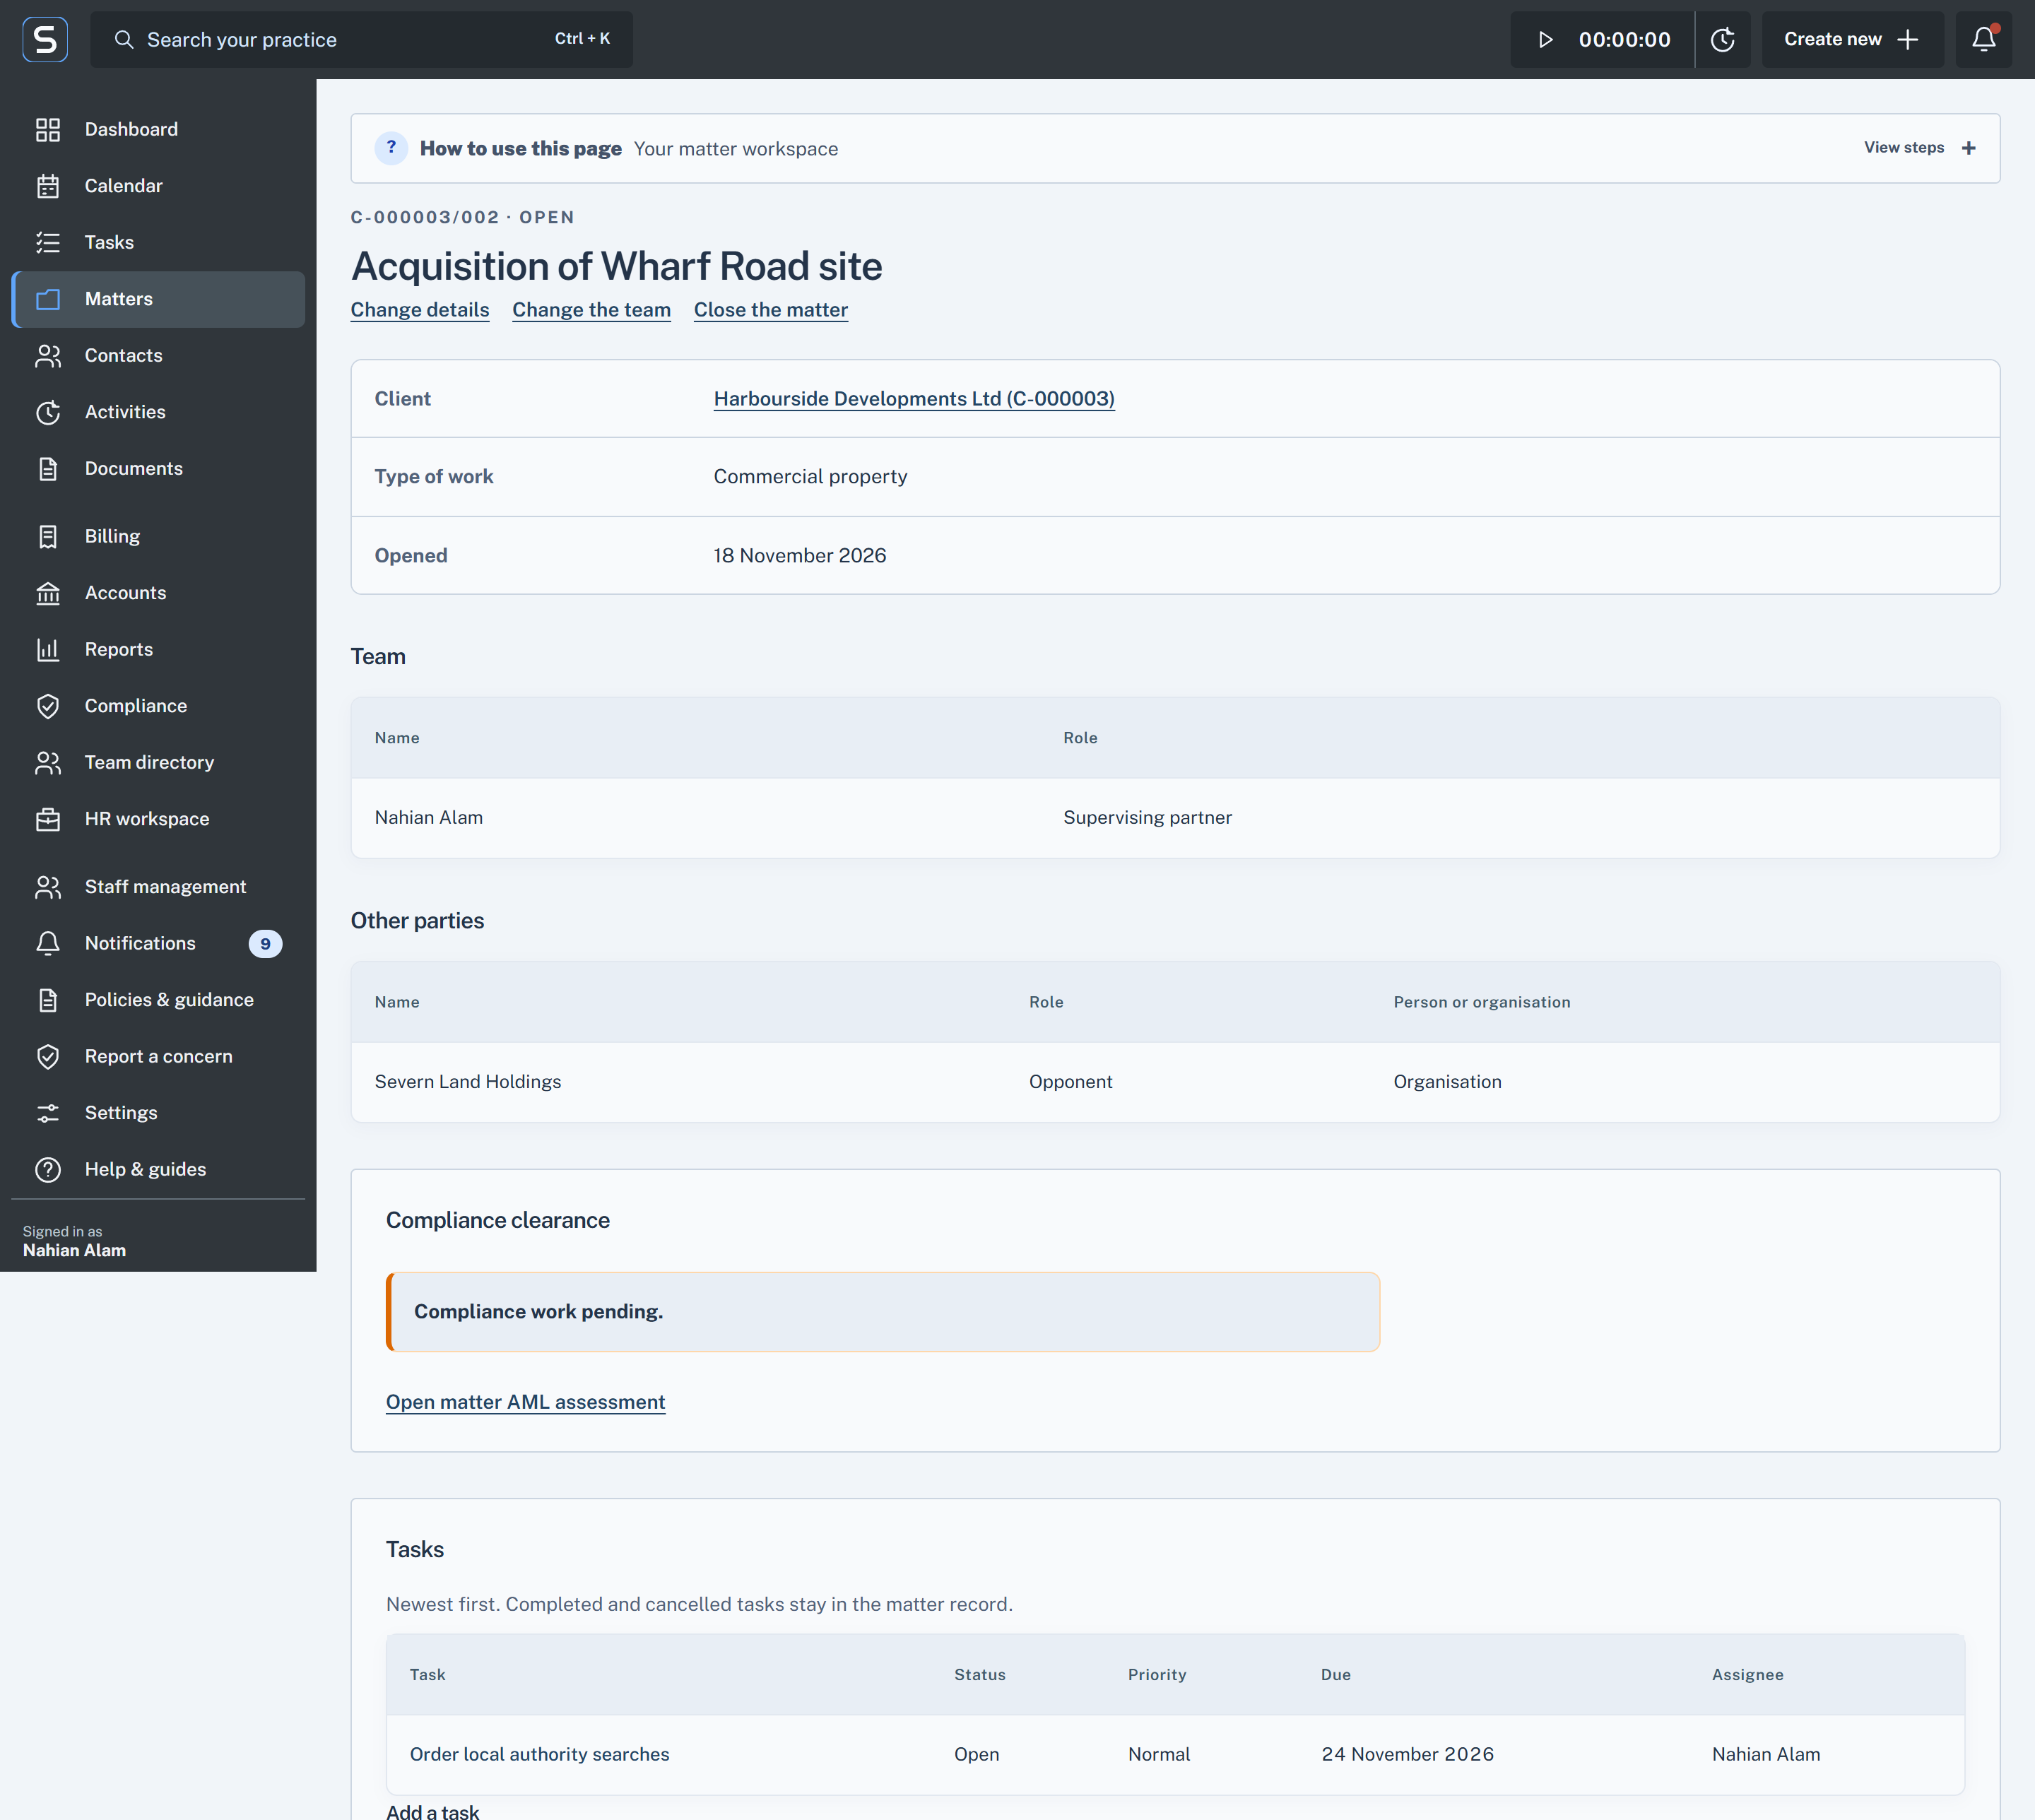 S
Search your practice
Ctrl + K
00:00:00
Create new
Dashboard
Calendar
Tasks
Matters
Contacts
Activities
Documents
Billing
Accounts
Reports
Compliance
Team directory
HR workspace
Staff management
Notifications 9
Policies & guidance
Report a concern
Settings
Help & guides
Signed in as
Nahian Alam
? How to use this page Your matter workspace View steps +
C-000003/002 · OPEN
Acquisition of Wharf Road site
Change details Change the team Close the matter
Client Harbourside Developments Ltd (C-000003)
Type of work Commercial property
Opened 18 November 2026
Team
Name Role
Nahian Alam Supervising partner
Other parties
Name Role Person or organisation
Severn Land Holdings Opponent Organisation
Compliance clearance
Compliance work pending.
Open matter AML assessment
Tasks
Newest first. Completed and cancelled tasks stay in the matter record.
Task Status Priority Due Assignee
Order local authority searches Open Normal 24 November 2026 Nahian Alam
Add a task